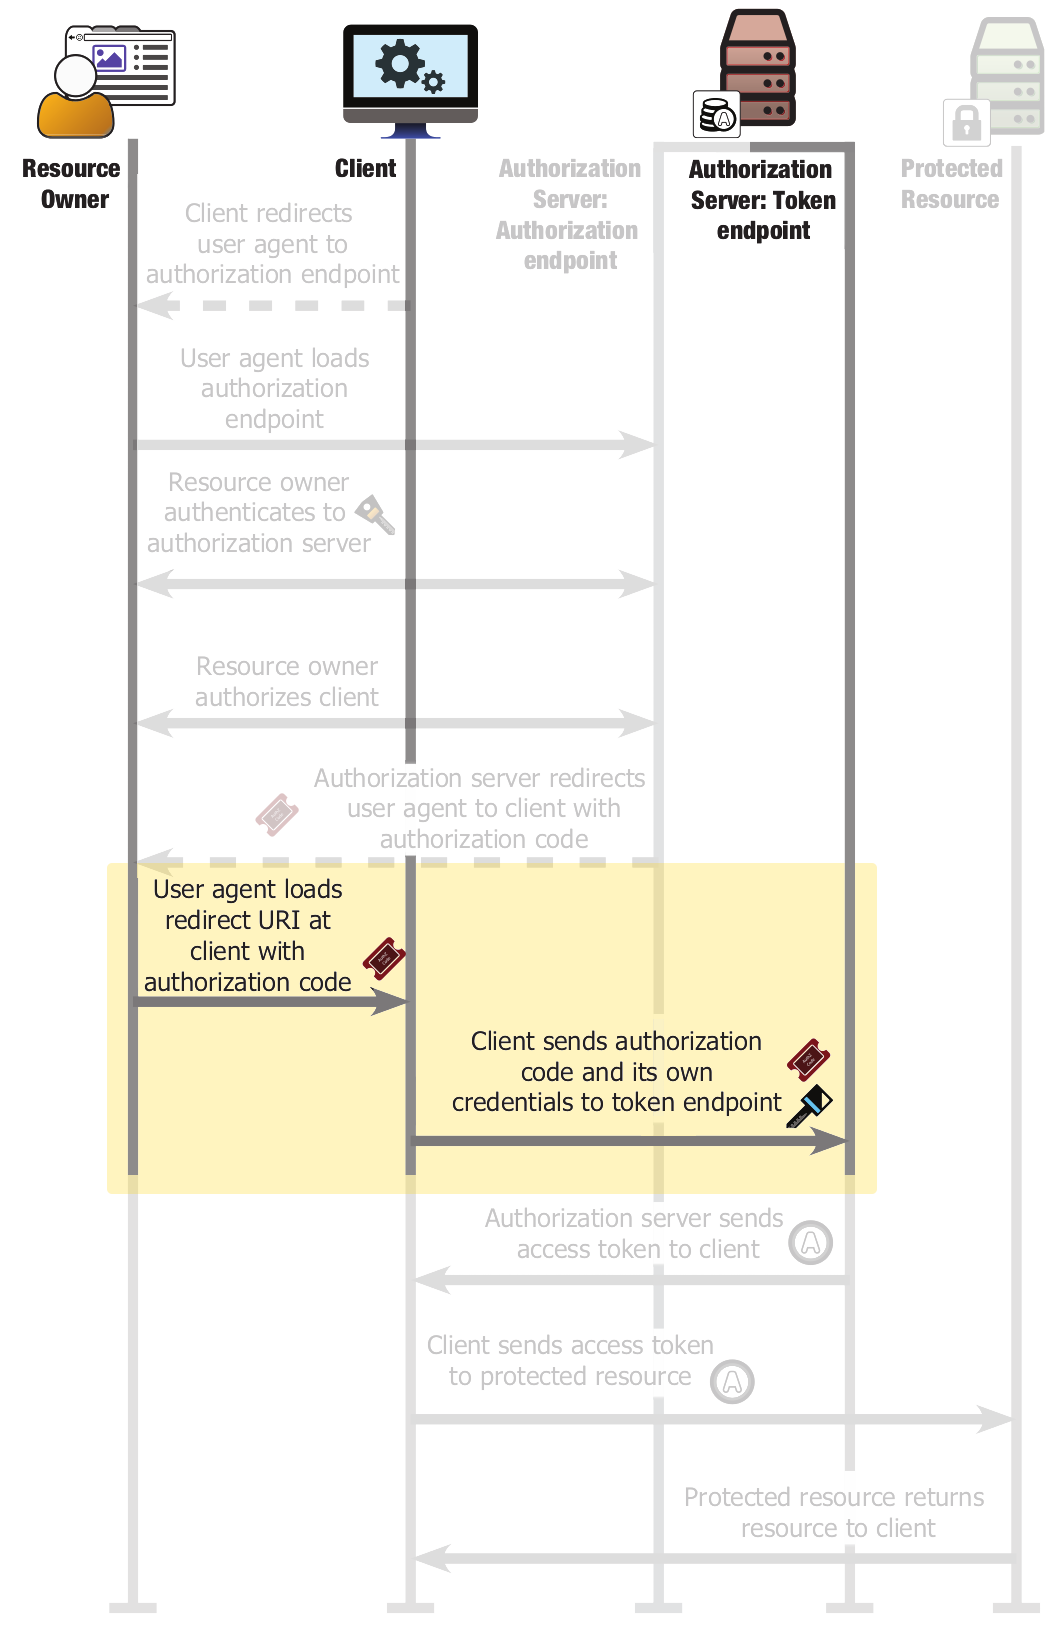 Resource
Owner
Client
Authorization
Server:
Authorization
endpoint
Authorization
Server: Token
endpoint
Protected
Resource
Client redirects
user agent to
authorization endpoint
User agent loads
authorization
endpoint
Resource owner
authenticates to
authorization server
Resource owner
authorizes client
Authorization server redirects
user agent to client with
authorization code
User agent loads
redirect URI at
client with
authorization code
Authz
Code
Client sends authorization
code and its own
credentials to token endpoint
Authz
Code
Authorization server sends
access token to client
A
Client sends access token
to protected resource
A
Protected resource returns
resource to client